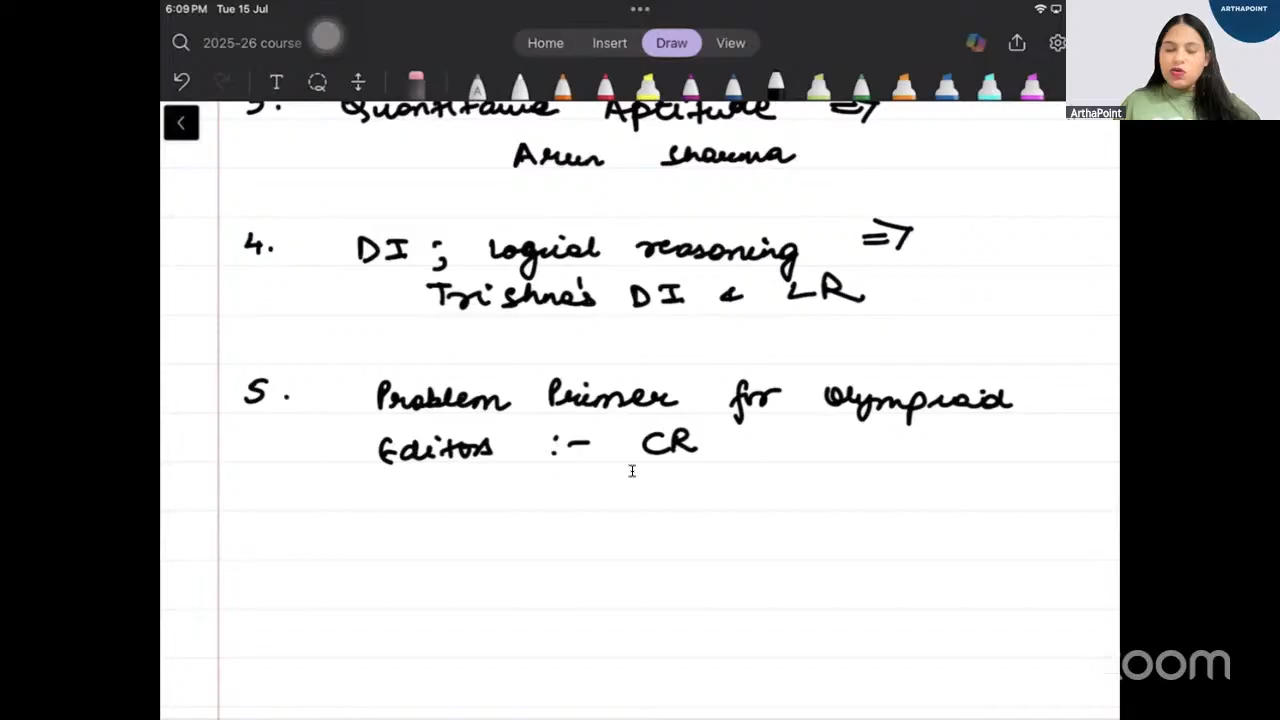 6:09 PM Tue 15 Jul
ARTHAPOINT
2025-26 course
Home Insert Draw View
ArthaPoint
3. Quantitative Aptitude =>
Arun Sharma
4. DI ; Logical reasoning =>
Trishna's DI & LR
5. Problem Primer for Olympiad
Editors :- CR
zoom